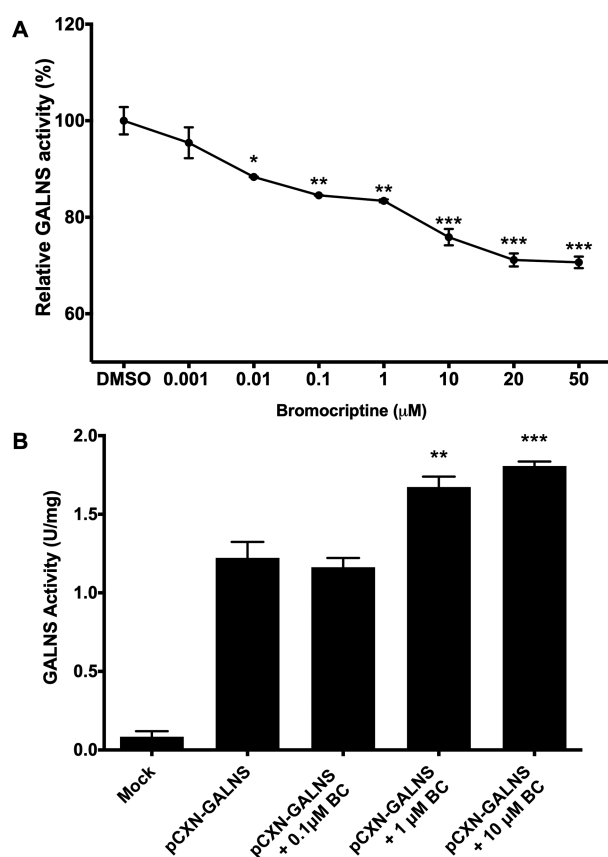 A
120
100
80
60
Relative GALNS activity (%)
*
**
**
***
***
***
DMSO 0.001 0.01 0.1 1 10 20 50
Bromocriptine (μM)
B
2.0
1.5
1.0
0.5
0.0
GALNS Activity (U/mg)
**
***
Mock
pCXN-GALNS
pCXN-GALNS
+ 0.1μM BC
pCXN-GALNS
+ 1 μM BC
pCXN-GALNS
+ 10 μM BC